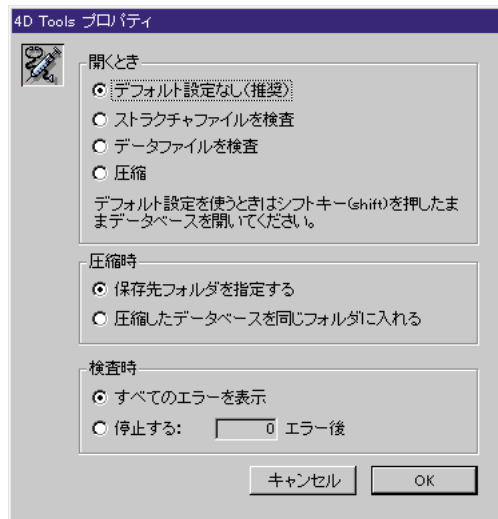 4D Tools プロパティ
開くとき
デフォルト設定なし(推奨)
ストラクチャファイルを検査
データファイルを検査
圧縮
デフォルト設定を使うときはシフトキー(shift)を押したま
まデータベースを開いてください。
圧縮時
保存先フォルダを指定する
圧縮したデータベースを同じフォルダに入れる
検査時
すべてのエラーを表示
停止する: 0 エラー後
キャンセル OK